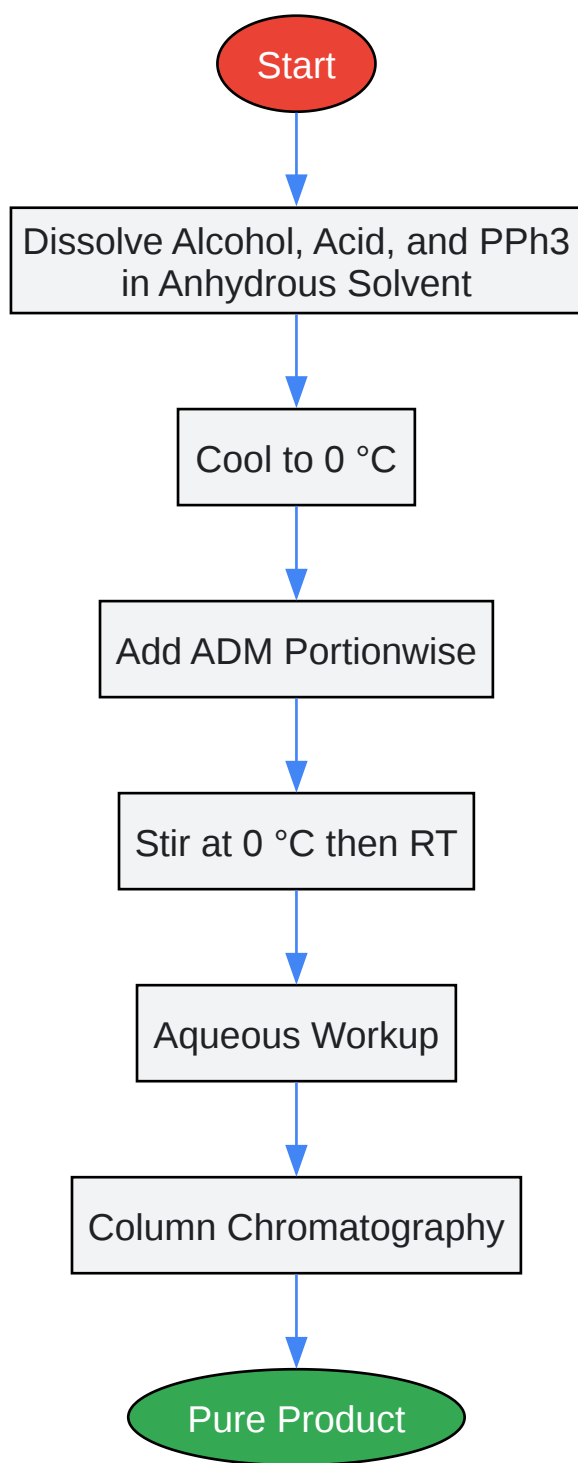 Start
Dissolve Alcohol, Acid, and PPh3
in Anhydrous Solvent
Cool to 0 °C
Add ADM Portionwise
Stir at 0 °C then RT
Aqueous Workup
Column Chromatography
Pure Product